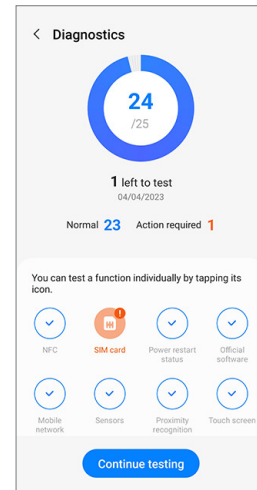 Diagnostics
24
/25
1 left to test
04/04/2023
Normal 23 Action required 1
You can test a function individually by tapping its
icon.
NFC SIM card Power restart status Official software
Mobile network Sensors Proximity recognition Touch screen
Continue testing